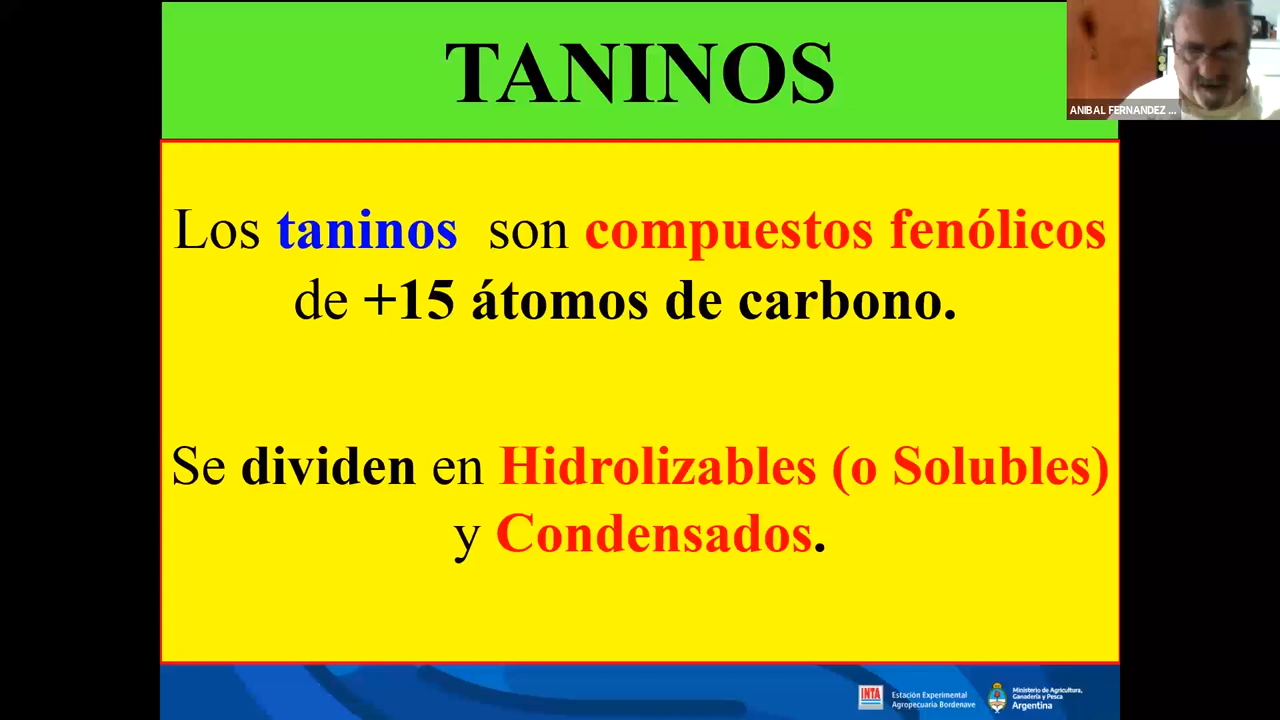 TANINOS
ANIBAL FERNANDEZ ...
Los taninos son compuestos fenólicos
de +15 átomos de carbono.
Se dividen en Hidrolizables (o Solubles)
y Condensados.
INTA
Estación Experimental
Agropecuaria Bordenave
Ministerio de Agricultura,
Ganadería y Pesca
Argentina